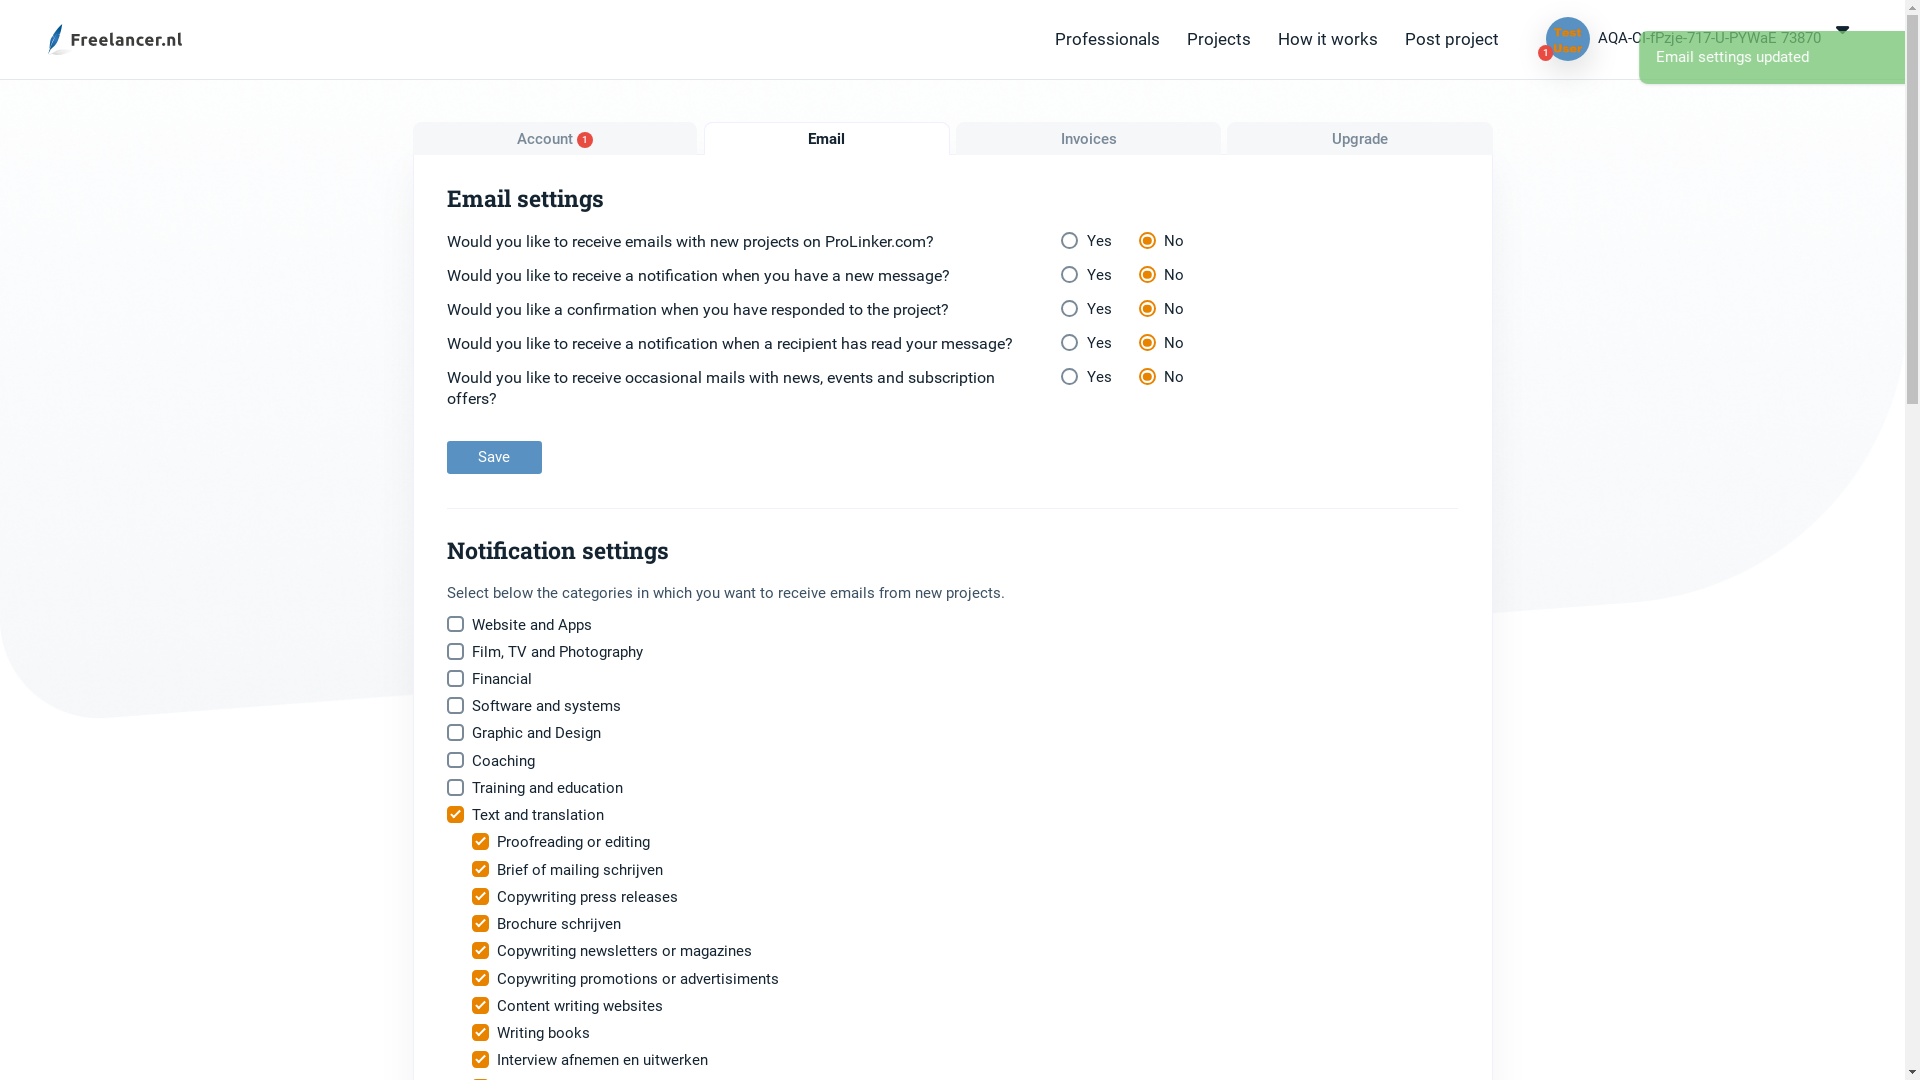 Freelancer.nl
Professionals
Projects
How it works
Post project
Test
User
1
AQA-CI-fPzje-717-U-PYWaE 73870
Email settings updated
Account 1
Email
Invoices
Upgrade
Email settings
Would you like to receive emails with new projects on ProLinker.com? Yes No
Would you like to receive a notification when you have a new message? Yes No
Would you like a confirmation when you have responded to the project? Yes No
Would you like to receive a notification when a recipient has read your message? Yes No
Would you like to receive occasional mails with news, events and subscription Yes No
offers?
Save
Notification settings
Select below the categories in which you want to receive emails from new projects.
Website and Apps
Film, TV and Photography
Financial
Software and systems
Graphic and Design
Coaching
Training and education
Text and translation
Proofreading or editing
Brief of mailing schrijven
Copywriting press releases
Brochure schrijven
Copywriting newsletters or magazines
Copywriting promotions or advertisiments
Content writing websites
Writing books
Interview afnemen en uitwerken